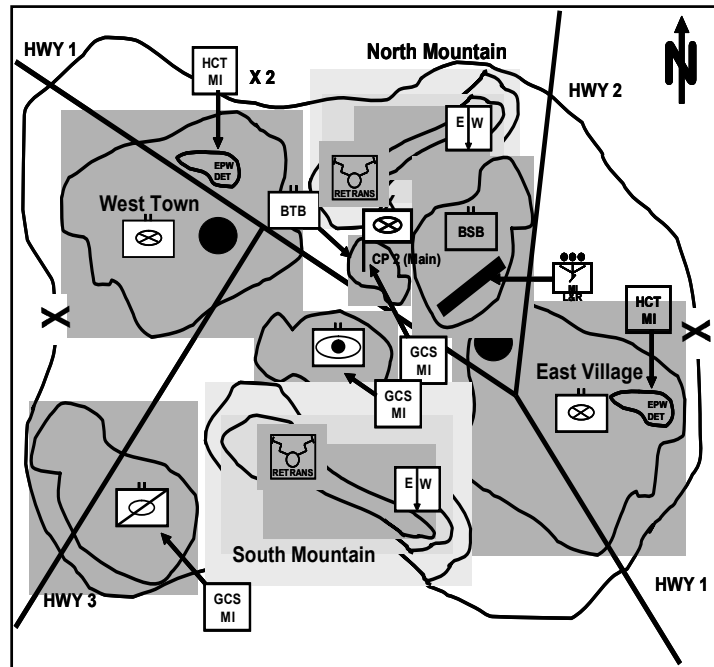 HWY 1
HCT
MI
X 2
North Mountain
N
HWY 2
E W
EPW
DET
RETRANS
West Town
BTB
BSB
CP 2 (Main)
MI
L&R
HCT
MI
X
X
GCS
MI
East Village
GCS
MI
EPW
DET
RETRANS
E W
South Mountain
HWY 3
GCS
MI
HWY 1